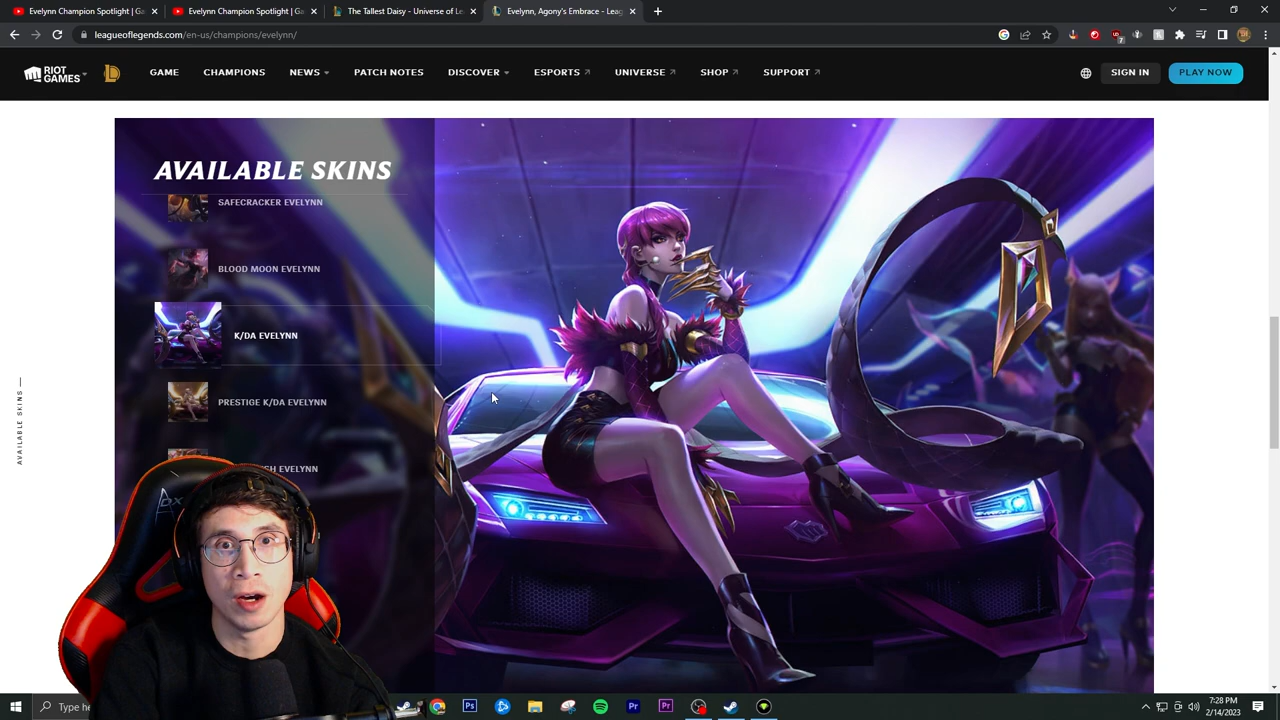 Evelynn Champion Spotlight | Ga
Evelynn Champion Spotlight | Ga
The Tallest Daisy - Universe of Le
Evelynn, Agony's Embrace - Leag
leagueoflegends.com/en-us/champions/evelynn/
RIOT GAMES
GAME
CHAMPIONS
NEWS
PATCH NOTES
DISCOVER
ESPORTS
UNIVERSE
SHOP
SUPPORT
SIGN IN
PLAY NOW
AVAILABLE SKINS
SAFECRACKER EVELYNN
BLOOD MOON EVELYNN
K/DA EVELYNN
PRESTIGE K/DA EVELYNN
EVELYNN
AVAILABLE SKINS —
Type he
7:28 PM
2/14/2023